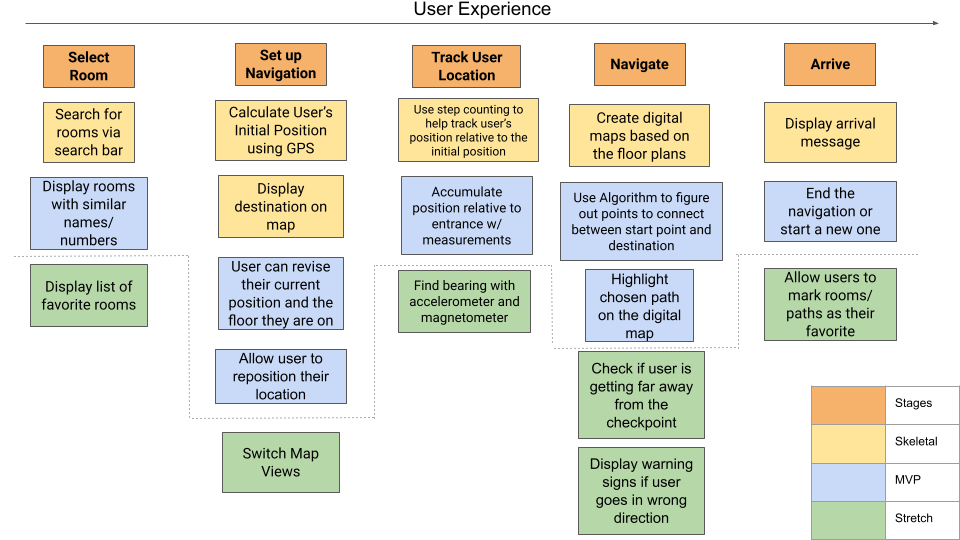 User Experience
Select
Room
Search for
rooms via
search bar
Display rooms
with similar
names/
numbers
Display list of
favorite rooms
Set up
Navigation
Calculate User's
Initial Position
using GPS
Display
destination on
map
User can revise
their current
position and the
floor they are on
Allow user to
reposition their
location
Switch Map
Views
Track User
Location
Use step counting to
help track user's
position relative to the
initial position
Accumulate
position relative to
entrance w/
measurements
Find bearing with
accelerometer and
magnetometer
Navigate
Create digital
maps based on
the floor plans
Use Algorithm to figure
out points to connect
between start point and
destination
Highlight
chosen path
on the digital
map
Check if user is
getting far away
from the
checkpoint
Display warning
signs if user
goes in wrong
direction
Arrive
Display arrival
message
End the
navigation or
start a new one
Allow users to
mark rooms/
paths as their
favorite
Stages
Skeletal
MVP
Stretch